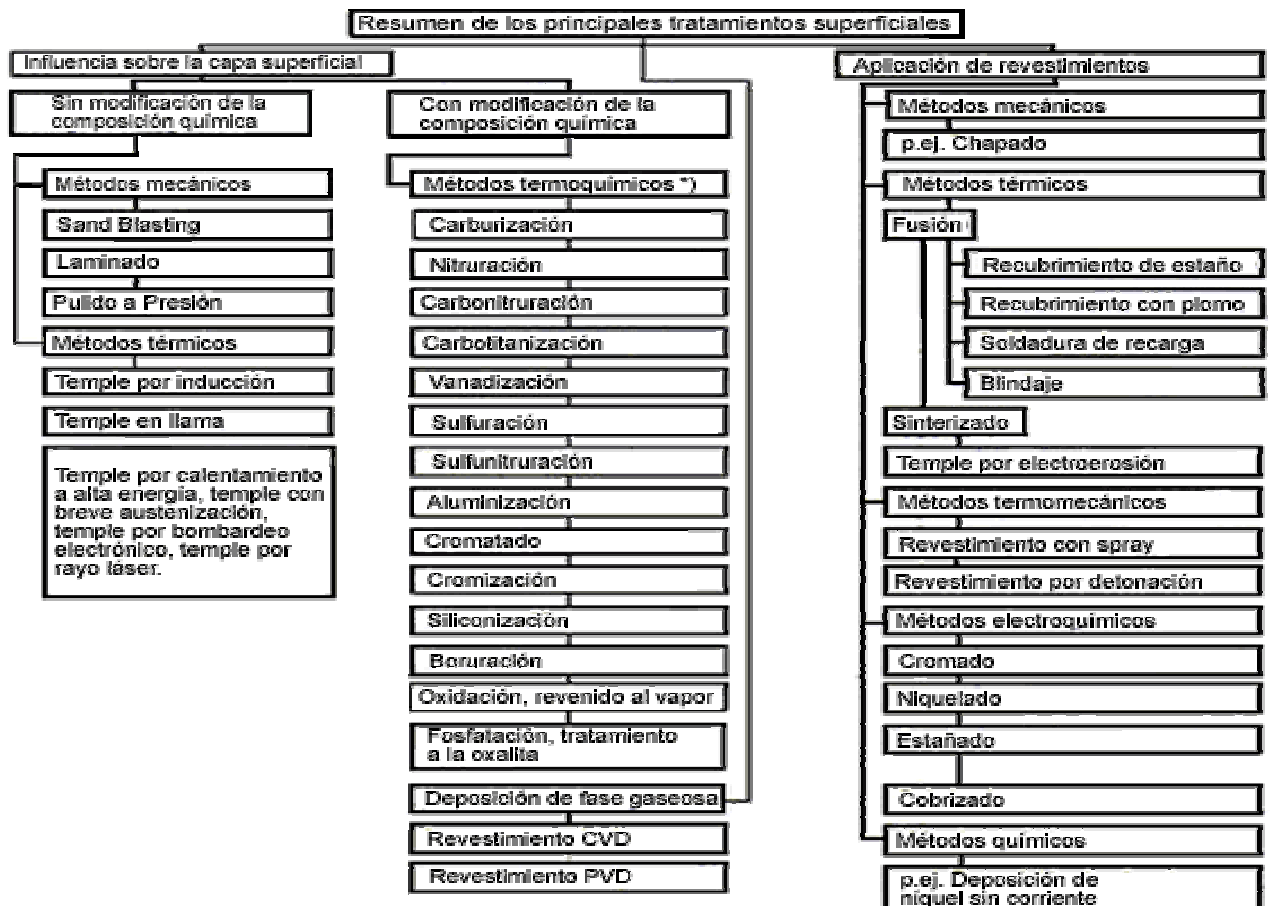 Resumen de los principales tratamientos superficiales
Influencia sobre la capa superficial
Sin modificación de la
composición química
Métodos mecánicos
Sand Blasting
Laminado
Pulido a Presión
Métodos térmicos
Temple por inducción
Temple en llama
Temple por calentamiento
a alta energía, temple con
breve austenización,
temple por bombardeo
electrónico, temple por
rayo láser.
Con modificación de la
composición química
Métodos termoquímicos *)
Carburización
Nitruración
Carbonitruración
Carbotitanización
Vanadización
Sulfuración
Sulfunitruración
Aluminización
Cromatado
Cromización
Siliconización
Boruración
Oxidación, revenido al vapor
Fosfatación, tratamiento
a la oxalita
Deposición de fase gaseosa
Revestimiento CVD
Revestimiento PVD
Aplicación de revestimientos
Métodos mecánicos
p.ej. Chapado
Métodos térmicos
Fusión
Recubrimiento de estaño
Recubrimiento con plomo
Soldadura de recarga
Blindaje
Sinterizado
Temple por electroerosión
Métodos termomecánicos
Revestimiento con spray
Revestimiento por detonación
Métodos electroquímicos
Cromado
Niquelado
Estañado
Cobrizado
Métodos químicos
p.ej. Deposición de
níquel sin corriente